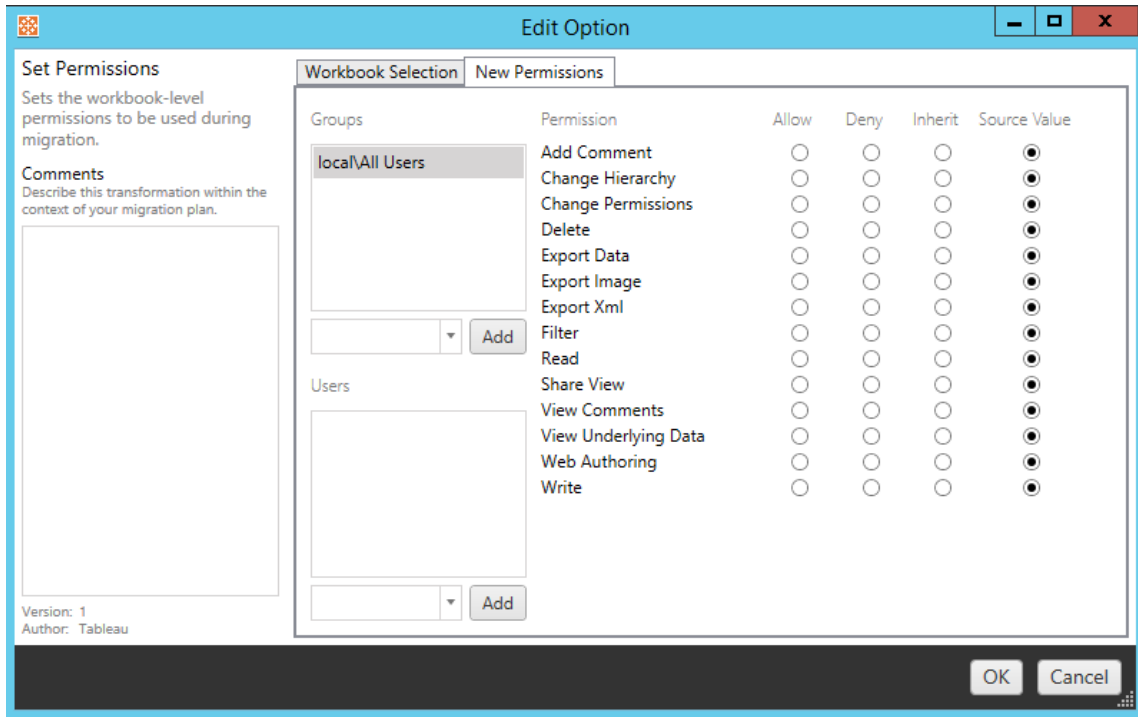 Edit Option
Set Permissions
Sets the workbook-level
permissions to be used during
migration.
Comments
Describe this transformation within the
context of your migration plan.
Version: 1
Author: Tableau
Workbook Selection
New Permissions
Groups
local\All Users
Add
Users
Add
Permission Allow Deny Inherit Source Value
Add Comment
Change Hierarchy
Change Permissions
Delete
Export Data
Export Image
Export Xml
Filter
Read
Share View
View Comments
View Underlying Data
Web Authoring
Write
OK
Cancel